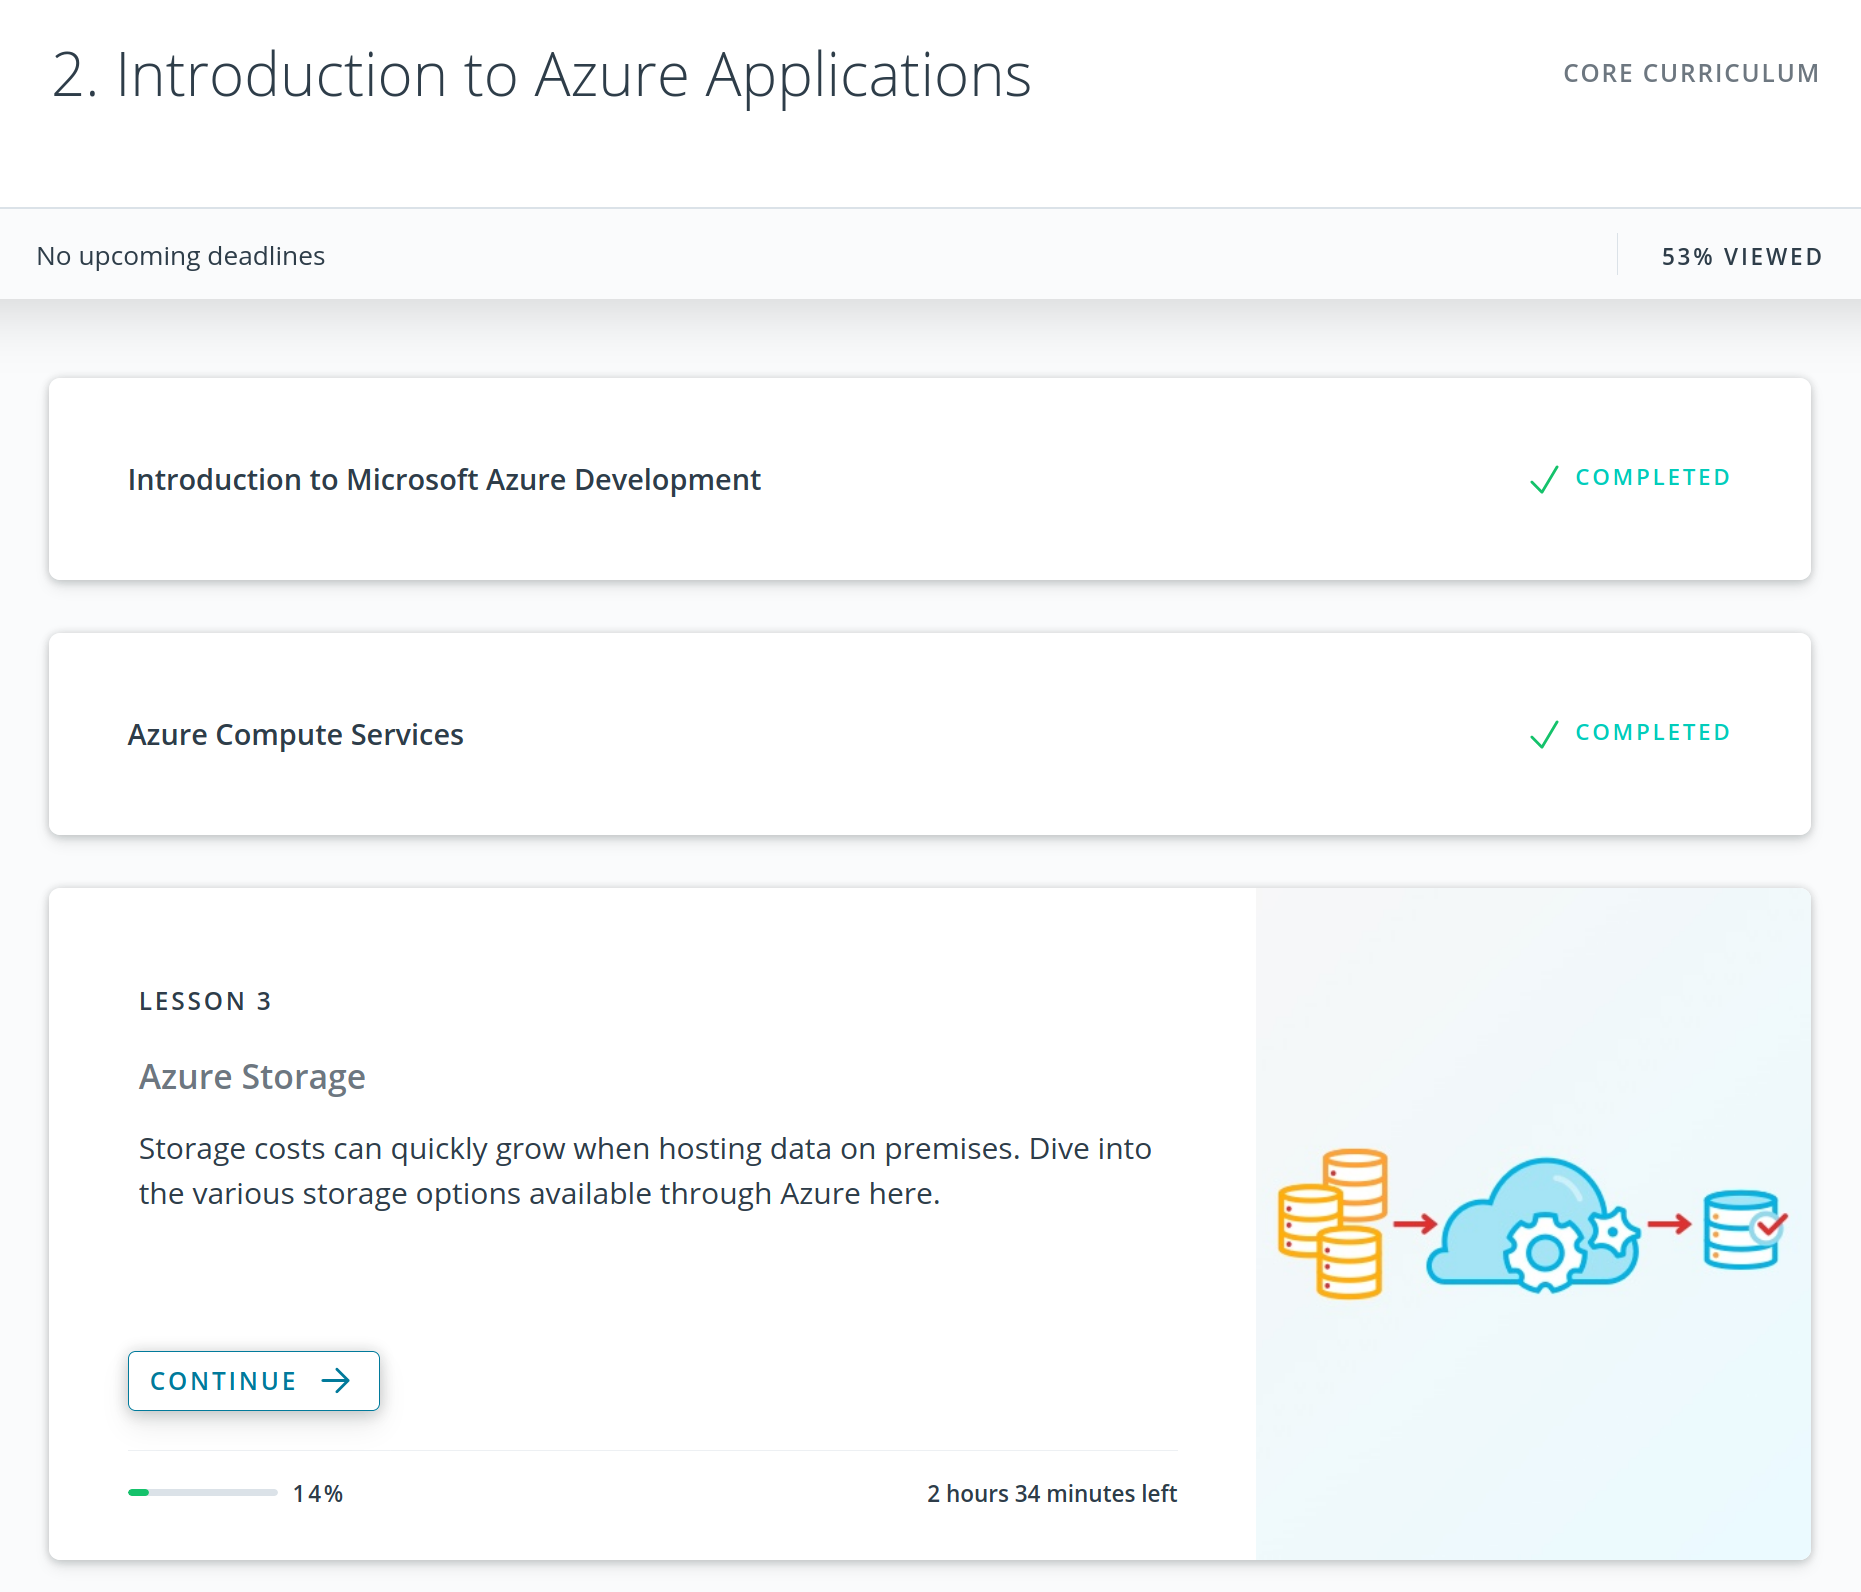 2. Introduction to Azure Applications
CORE CURRICULUM
No upcoming deadlines
53% VIEWED
Introduction to Microsoft Azure Development
COMPLETED
Azure Compute Services
COMPLETED
LESSON 3
Azure Storage
Storage costs can quickly grow when hosting data on premises. Dive into
the various storage options available through Azure here.
CONTINUE
14%
2 hours 34 minutes left